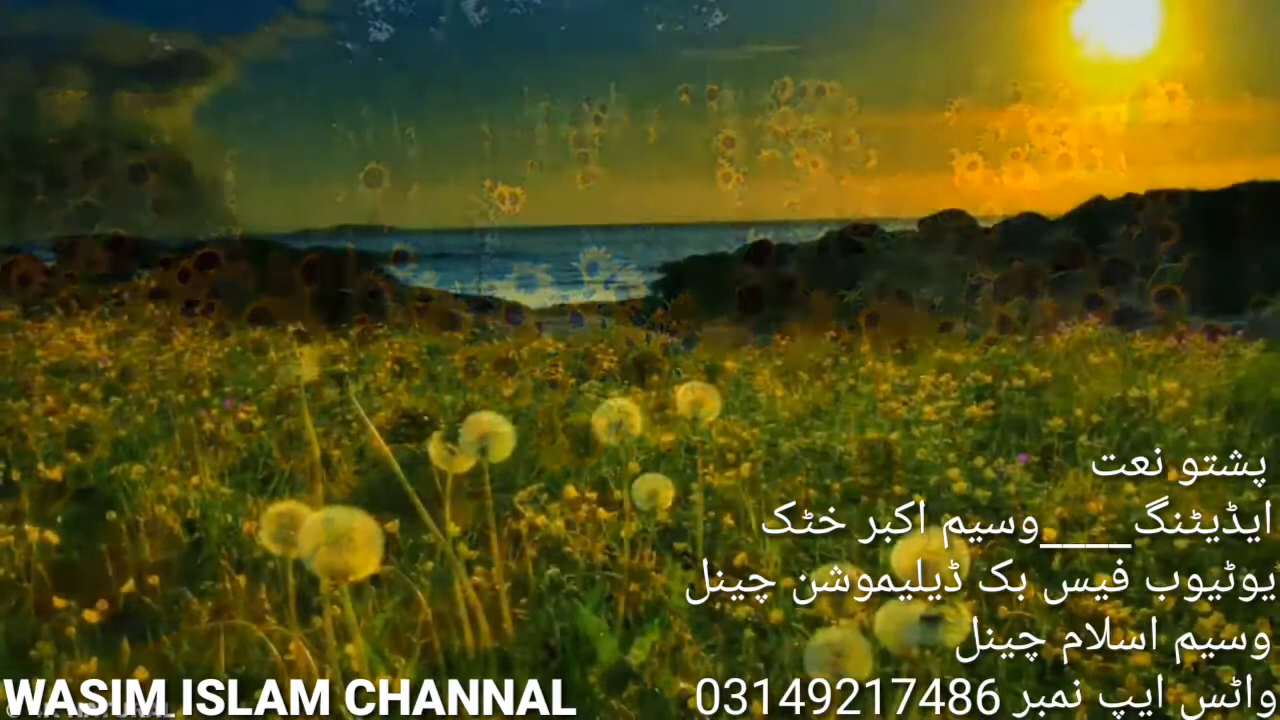 پشتو نعت
ایڈیٹنگ____وسیم اکبر خٹک
یوٹیوب فیس بک ڈیلیموشن چینل
وسیم اسلام چینل
واٹس ایپ نمبر 03149217486
WASIM ISLAM CHANNAL